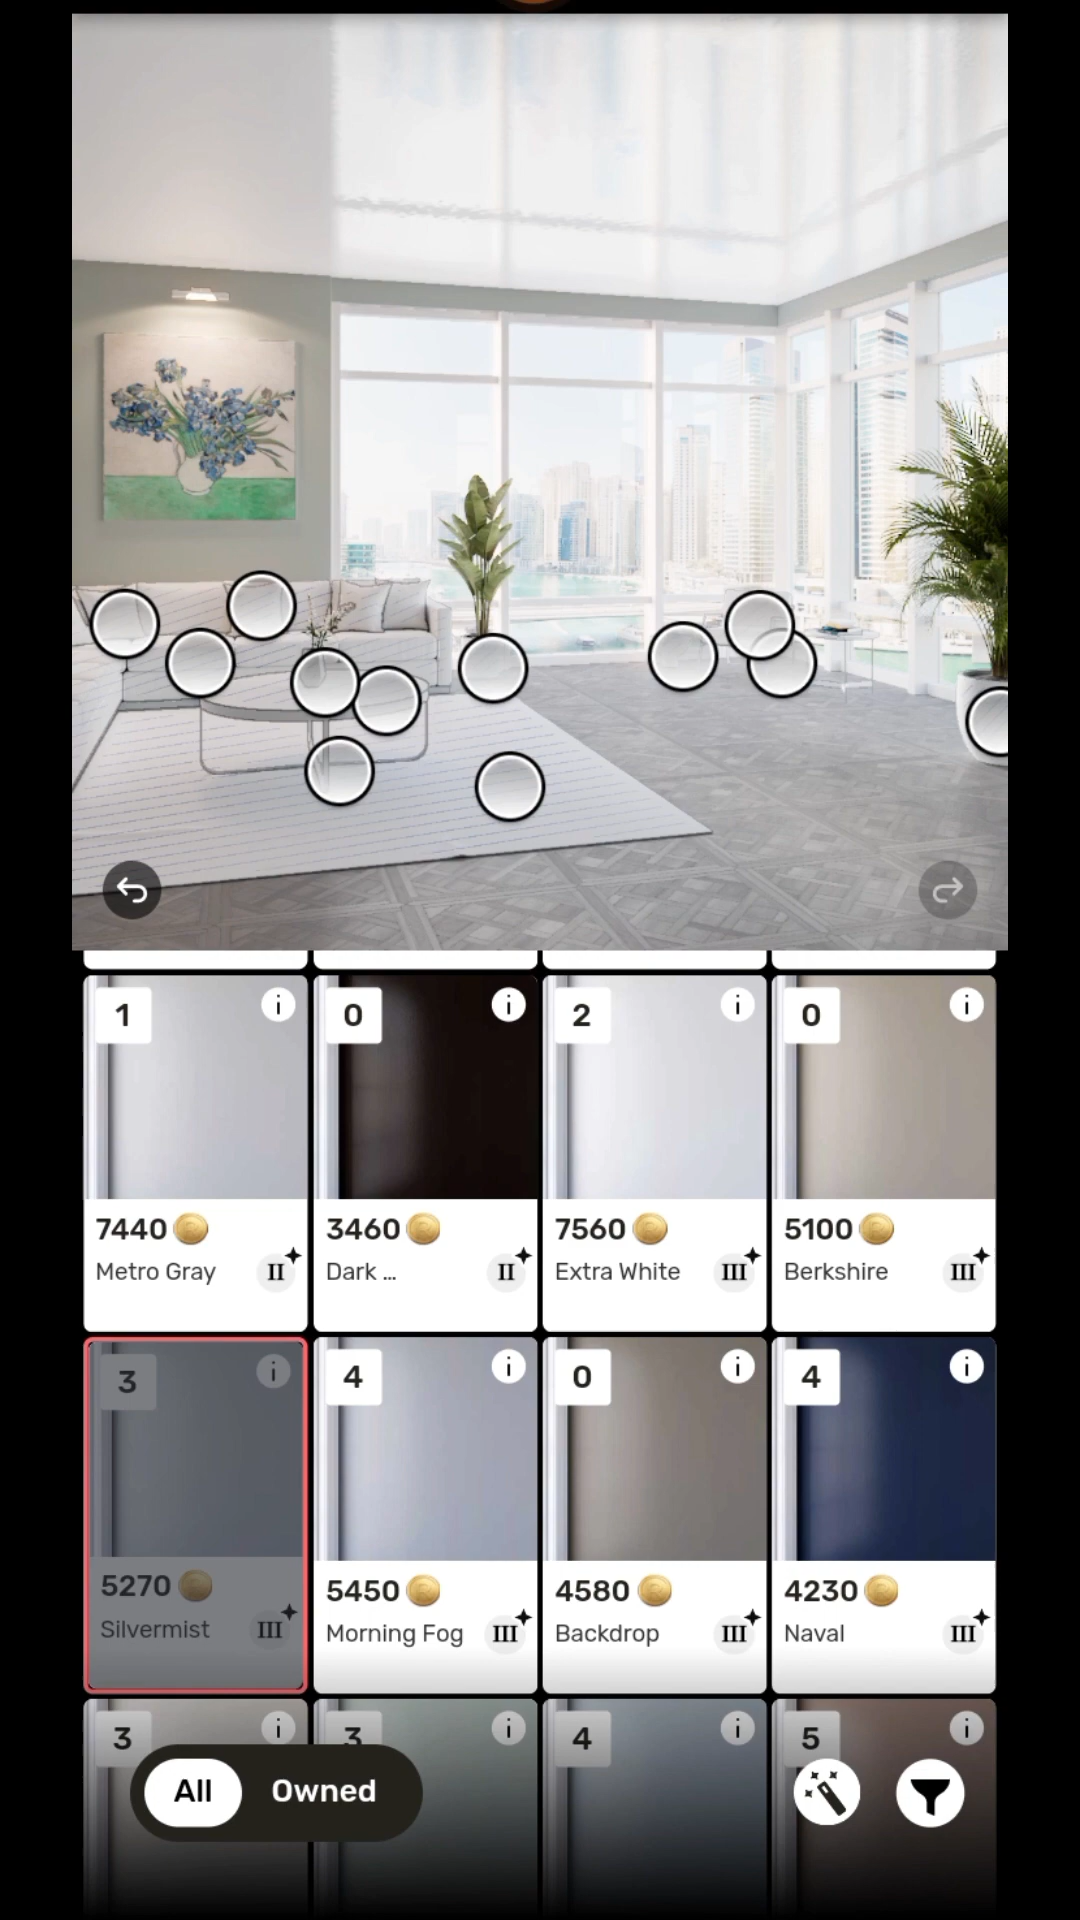 1 0 2 0
7440 3460 7560 5100
Metro Gray Dark ... Extra White Berkshire
II II III III
3 4 0 4
5270 5450 4580 4230
Silvermist Morning Fog Backdrop Naval
III III III III
3 3 4 5
All Owned